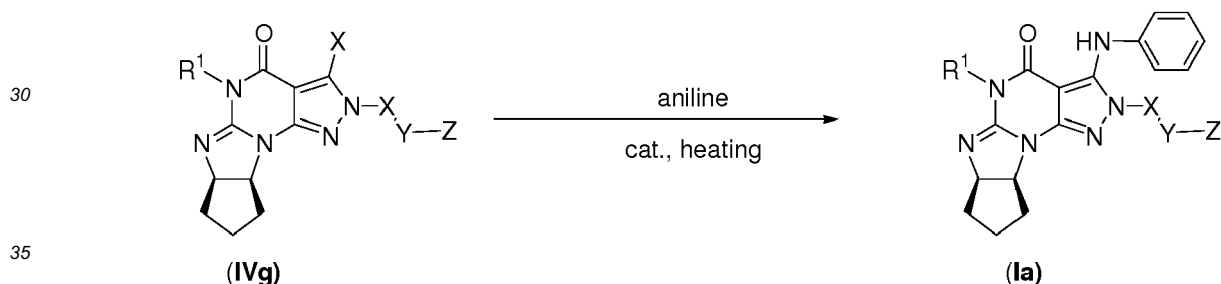 30
35
O
X
R¹
N
N
X
Y
Z
N
N
N
(IVg)
aniline
cat., heating
O
HN
R¹
N
N
X
Y
Z
N
N
N
(Ia)